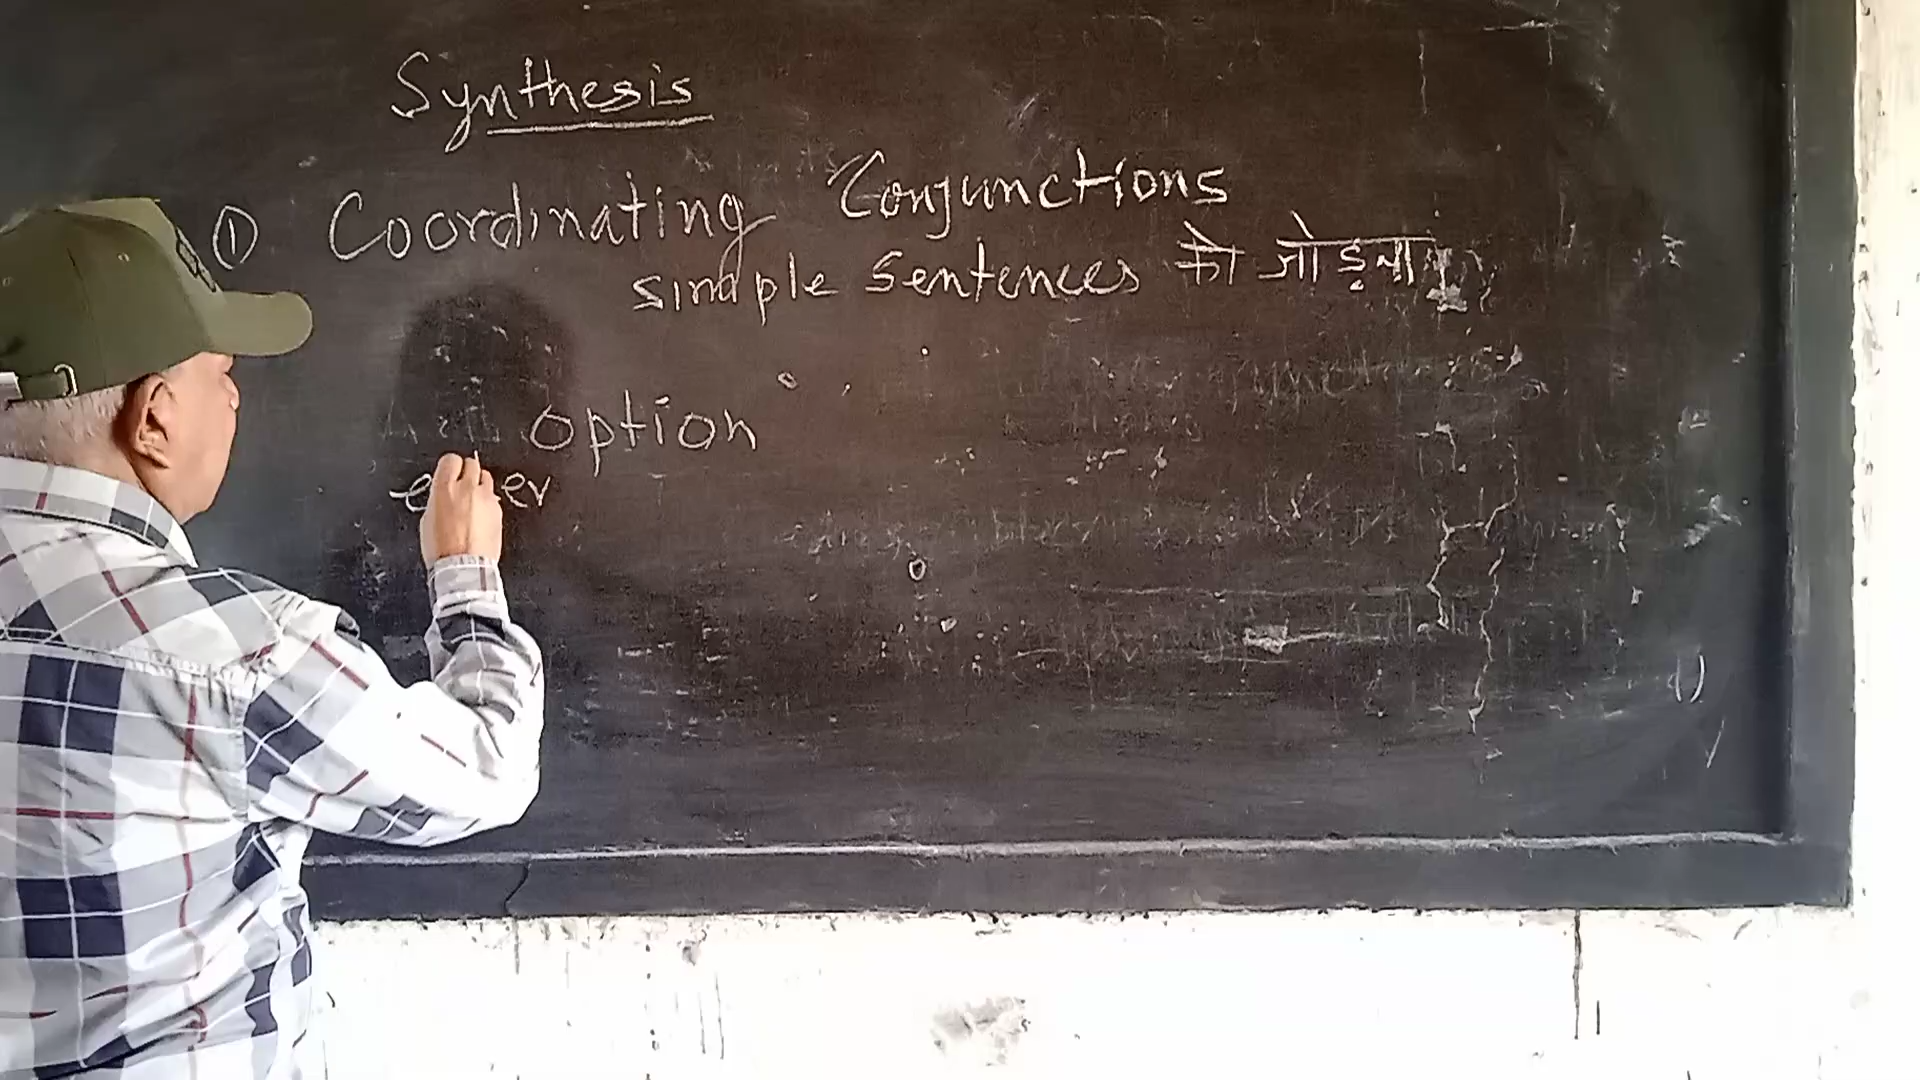 Synthesis
① Coordinating Conjunctions
simple sentences को जोड़ना
option